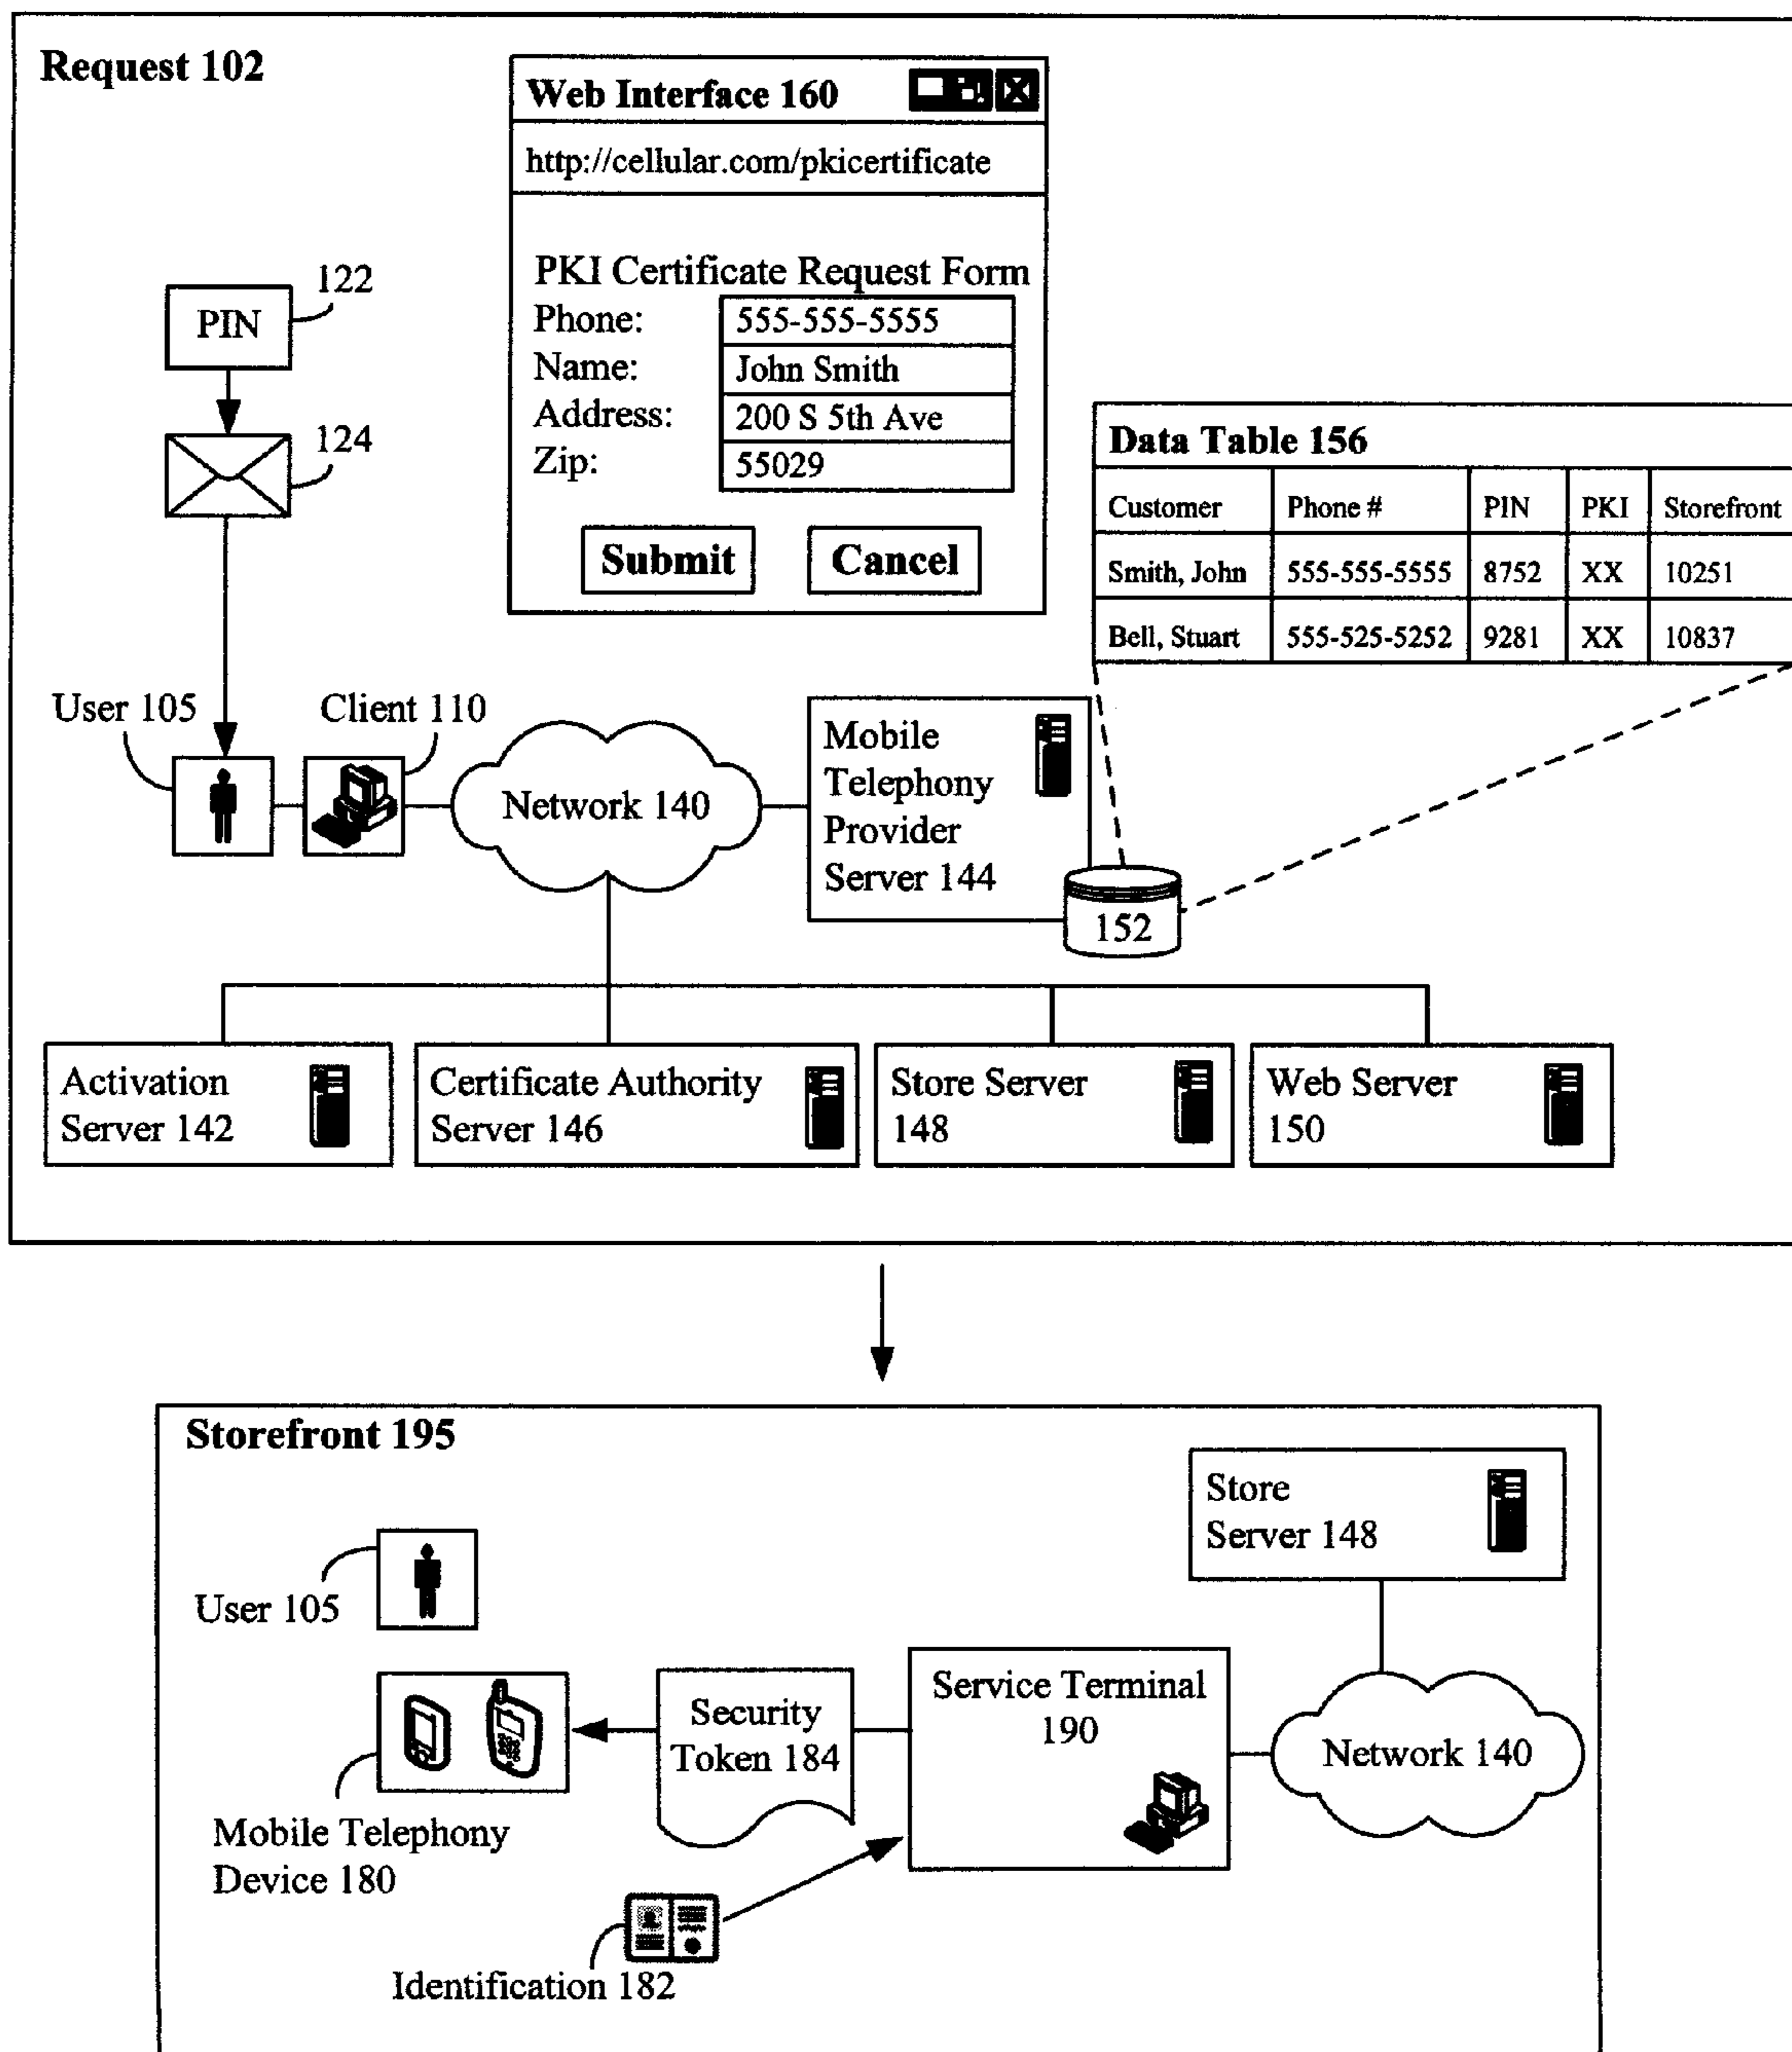 Request 102
Web Interface 160
http://cellular.com/pkicertificate
PKI Certificate Request Form
Phone: 555-555-5555
Name: John Smith
Address: 200 S 5th Ave
Zip: 55029
Submit Cancel
122
PIN
124
Data Table 156
Customer Phone # PIN PKI Storefront
Smith, John 555-555-5555 8752 XX 10251
Bell, Stuart 555-525-5252 9281 XX 10837
User 105
Client 110
Network 140
Mobile
Telephony
Provider
Server 144
152
Activation
Server 142
Certificate Authority
Server 146
Store Server
148
Web Server
150
Storefront 195
Store
Server 148
User 105
Security
Token 184
Service Terminal
190
Network 140
Mobile Telephony
Device 180
Identification 182